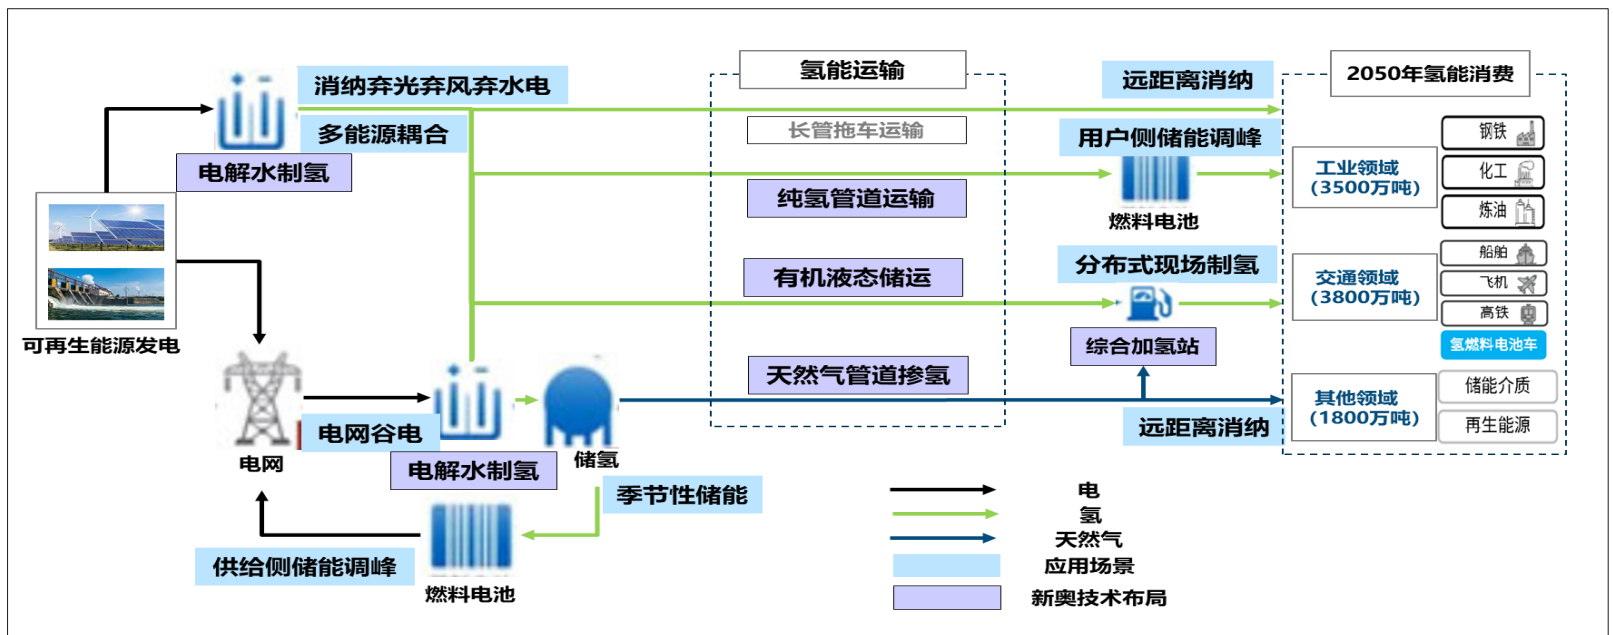 消纳弃光弃风弃水电
多能源耦合
电解水制氢
可再生能源发电
电网
电网谷电
电解水制氢
储氢
季节性储能
供给侧储能调峰
燃料电池
氢能运输
长管拖车运输
纯氢管道运输
有机液态储运
天然气管道掺氢
远距离消纳
用户侧储能调峰
燃料电池
分布式现场制氢
综合加氢站
远距离消纳
2050年氢能消费
工业领域
(3500万吨)
钢铁
化工
炼油
交通领域
(3800万吨)
船舶
飞机
高铁
氢燃料电池车
其他领域
(1800万吨)
储能介质
再生能源
电
氢
天然气
应用场景
新奥技术布局